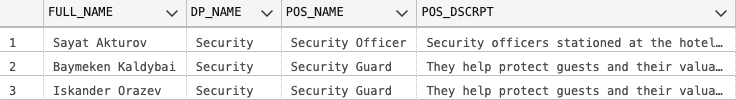 FULL_NAME DP_NAME POS_NAME POS_DSCRPT
1 Sayat Akturov Security Security Officer Security officers stationed at the hotel…
2 Baymeken Kaldybai Security Security Guard They help protect guests and their valua…
3 Iskander Orazev Security Security Guard They help protect guests and their valua…